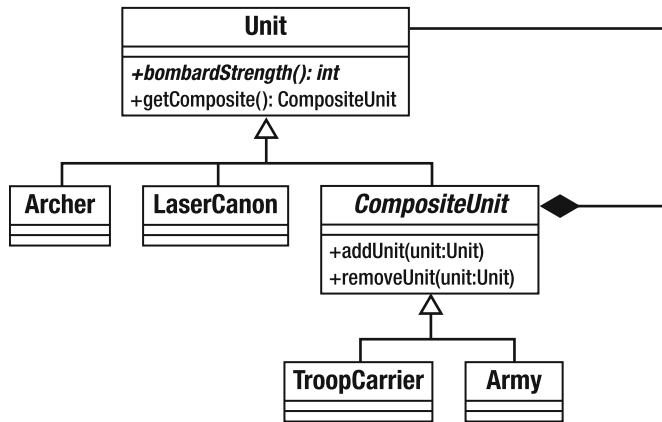 Unit
+bombardStrength(): int
+getComposite(): CompositeUnit
Archer
LaserCanon
CompositeUnit
+addUnit(unit:Unit)
+removeUnit(unit:Unit)
TroopCarrier
Army